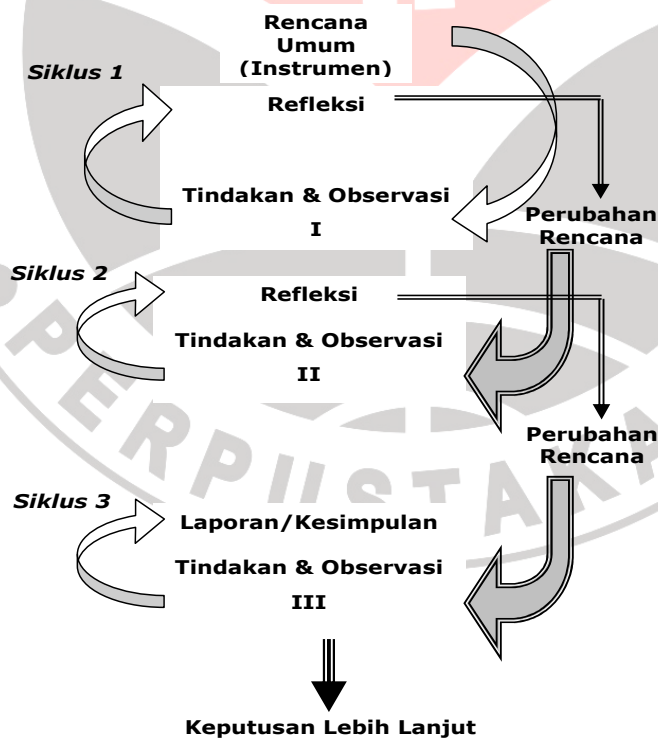 Rencana
Umum
(Instrumen)
Siklus 1
Refleksi
Tindakan & Observasi
I
Perubahan
Rencana
Siklus 2
Refleksi
Tindakan & Observasi
II
Perubahan
Rencana
PERPUSTAKA
Siklus 3
Laporan/Kesimpulan
Tindakan & Observasi
III
Keputusan Lebih Lanjut